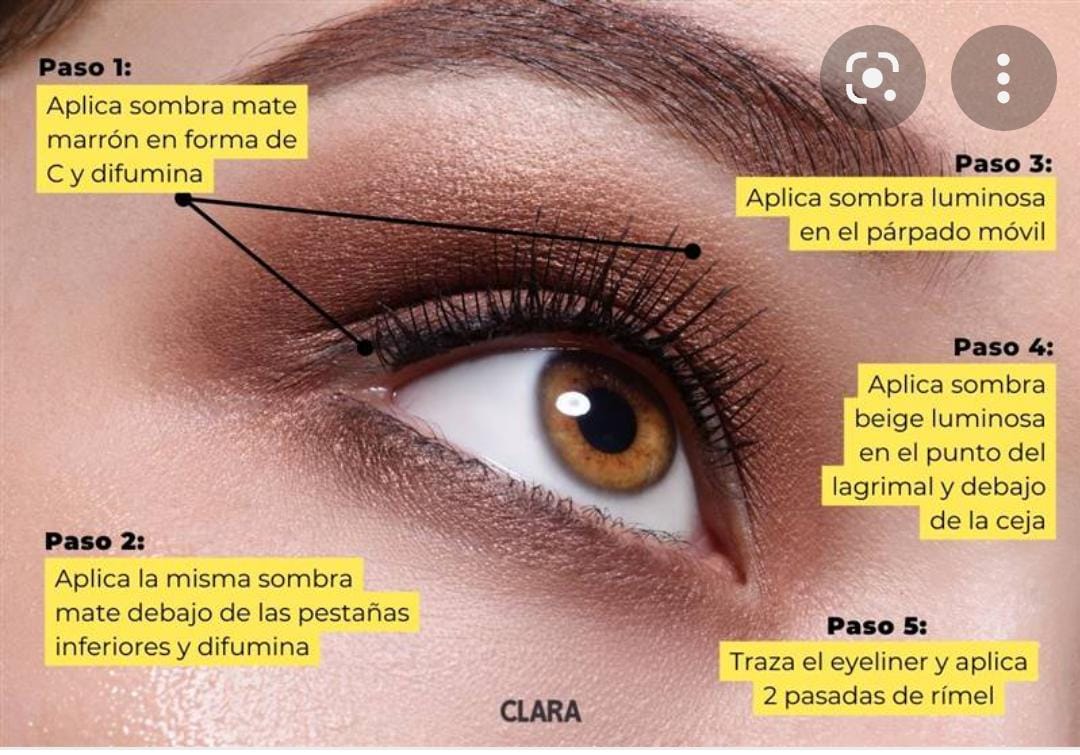 Paso 1:
Aplica sombra mate
marrón en forma de
C y difumina
Paso 2:
Aplica la misma sombra
mate debajo de las pestañas
inferiores y difumina
Paso 3:
Aplica sombra luminosa
en el párpado móvil
Paso 4:
Aplica sombra
beige luminosa
en el punto del
lagrimal y debajo
de la ceja
Paso 5:
Traza el eyeliner y aplica
2 pasadas de rímel
CLARA